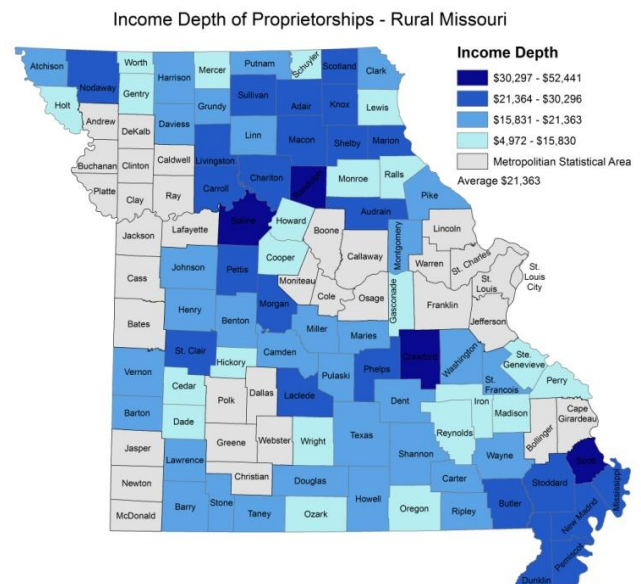 Income Depth of Proprietorships - Rural Missouri
Income Depth
$30,297 - $52,441
$21,364 - $30,296
$15,831 - $21,363
$4,972 - $15,830
Metropolitan Statistical Area
Average $21,363
Atchison
Nodaway
Worth
Harrison
Mercer
Putnam
Schuyler
Scotland
Clark
Holt
Gentry
Grundy
Sullivan
Adair
Knox
Lewis
Andrew
DeKalb
Daviess
Linn
Macon
Shelby
Marion
Buchanan
Clinton
Caldwell
Livingston
Chariton
Randolph
Monroe
Ralls
Platte
Clay
Ray
Carroll
Pike
Saline
Howard
Audrain
Boone
Lincoln
Jackson
Lafayette
Cooper
Callaway
Montgomery
Warren
St. Charles
Cass
Johnson
Pettis
Moniteau
Cole
Osage
Gasconade
Franklin
St.
Louis
St.
Louis
City
Jefferson
Bates
Henry
Benton
Morgan
Miller
Maries
Crawford
Washington
Ste.
Genevieve
St.
Francois
Perry
Vernon
St. Clair
Hickory
Camden
Pulaski
Phelps
Cedar
Polk
Dallas
Laclede
Dent
Iron
Madison
Cape
Girardeau
Bollinger
Barton
Dade
Greene
Webster
Wright
Texas
Reynolds
Wayne
Scott
Jasper
Lawrence
Christian
Douglas
Shannon
Carter
Stoddard
Mississippi
Newton
McDonald
Barry
Stone
Taney
Ozark
Howell
Oregon
Ripley
Butler
New Madrid
Pemiscot
Dunklin